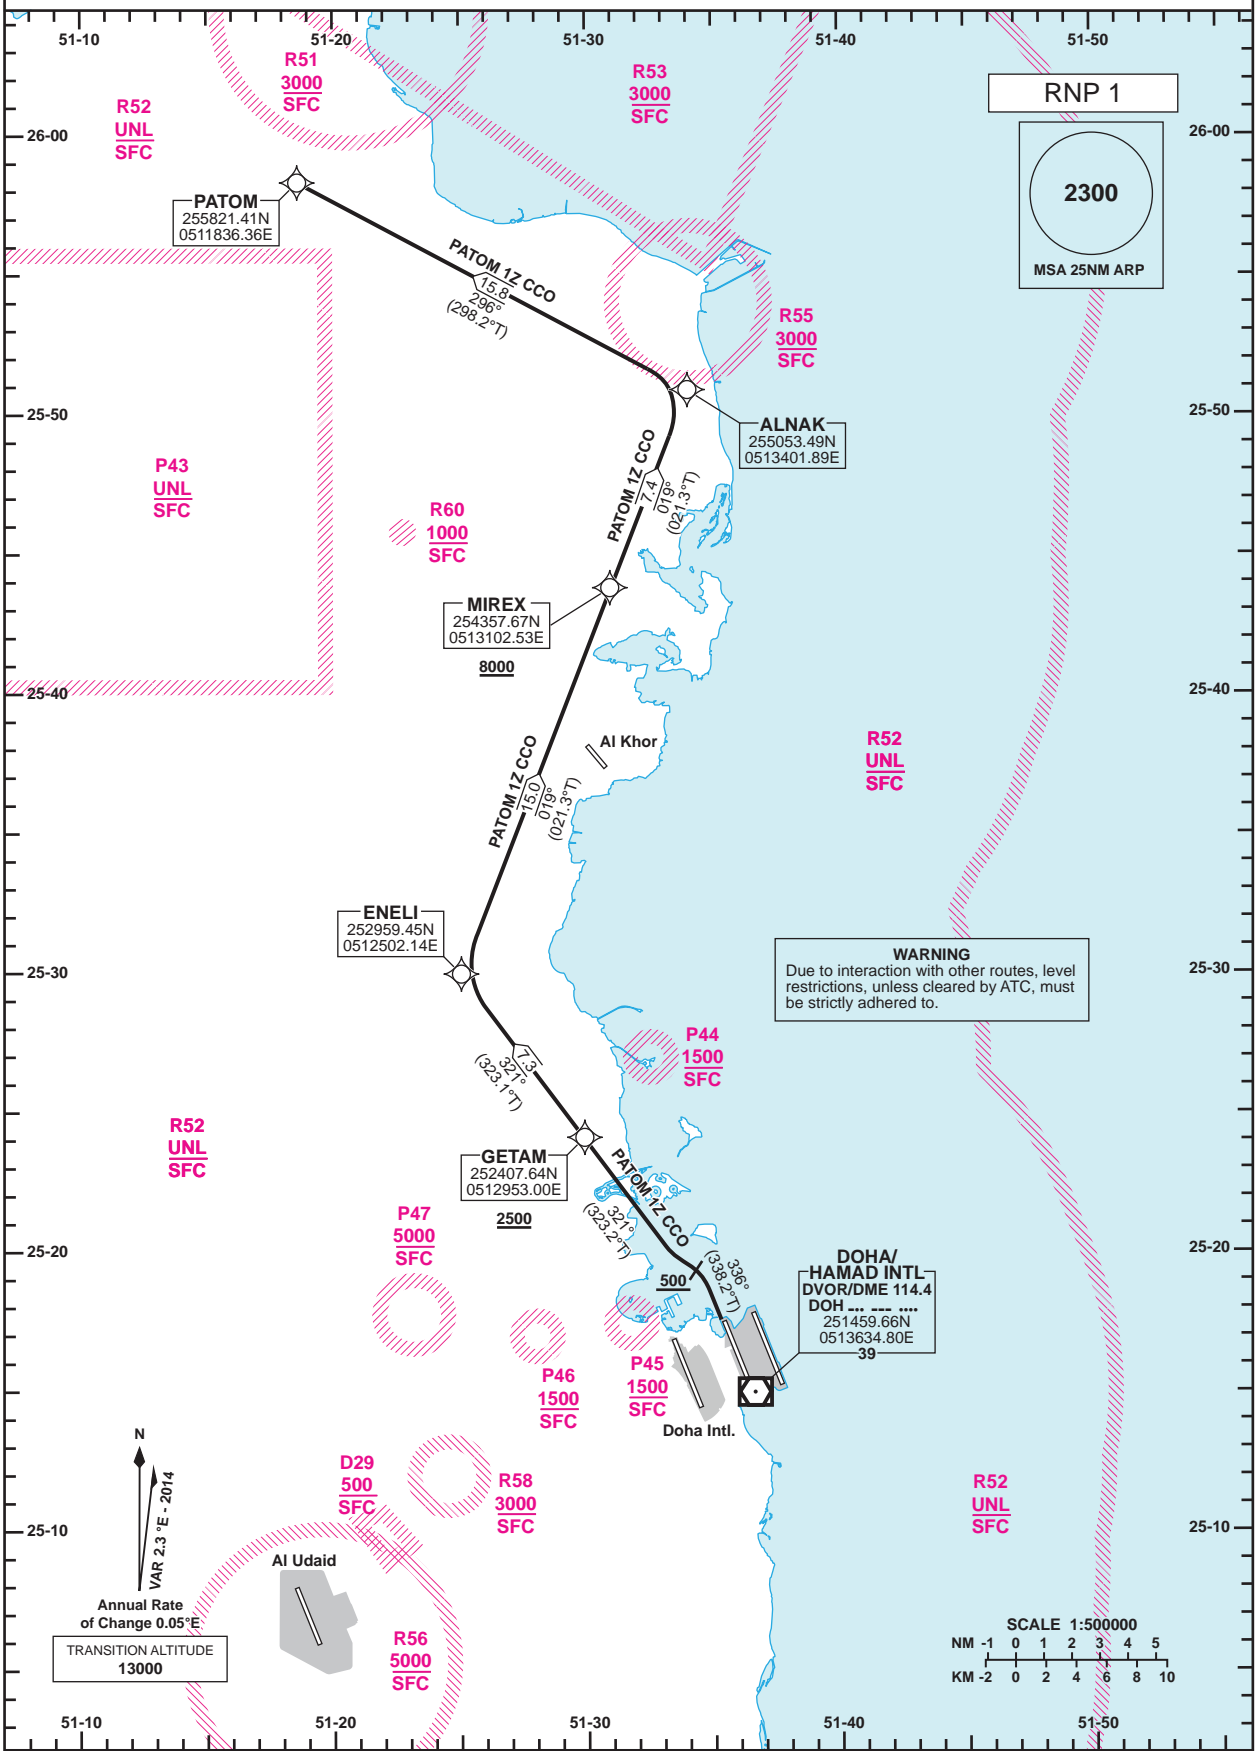 51-10
51-20
51-30
51-40
51-50
R51
3000
SFC
R53
3000
SFC
R52
UNL
SFC
RNP 1
26-00
26-00
2300
MSA 25NM ARP
PATOM
255821.41N
0511836.36E
PATOM 1Z CCO
15.8
296°
(298.2°T)
R55
3000
SFC
25-50
25-50
ALNAK
255053.49N
0513401.89E
P43
UNL
SFC
PATOM 1Z CCO
7.4
019°
(021.3°T)
R60
1000
SFC
MIREX
254357.67N
0513102.53E
8000
25-40
25-40
Al Khor
R52
UNL
SFC
PATOM 1Z CCO
15.0
019°
(021.3°T)
ENELI
252959.45N
0512502.14E
WARNING
Due to interaction with other routes, level
restrictions, unless cleared by ATC, must
be strictly adhered to.
25-30
25-30
P44
1500
SFC
7.3
321°
(323.1°T)
R52
UNL
SFC
GETAM
252407.64N
0512953.00E
2500
PATOM 1Z CCO
321°
(323.2°T)
P47
5000
SFC
25-20
25-20
336°
(338.2°T)
500
DOHA/
HAMAD INTL
DVOR/DME 114.4
DOH
251459.66N
0513634.80E
39
P46
1500
SFC
P45
1500
SFC
Doha Intl.
N
VAR 2.3 °E - 2014
Annual Rate
of Change 0.05°E
D29
500
SFC
R58
3000
SFC
R52
UNL
SFC
25-10
25-10
Al Udaid
TRANSITION ALTITUDE
13000
R56
5000
SFC
SCALE 1:500000
NM -1 0 1 2 3 4 5
KM -2 0 2 4 6 8 10
51-10
51-20
51-30
51-40
51-50